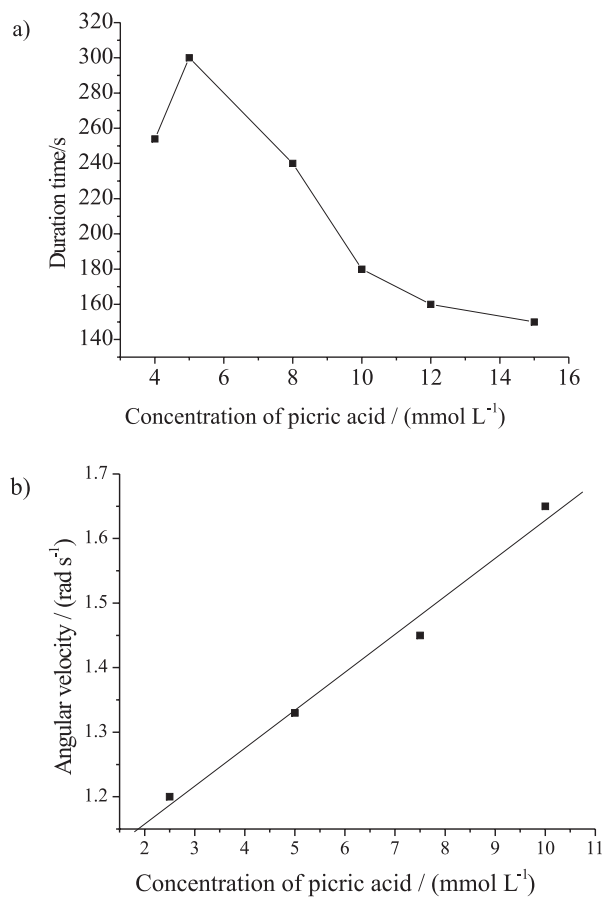 a)
320
300
280
260
240
220
200
180
160
140
Duration time/s
4 6 8 10 12 14 16
Concentration of picric acid / (mmol L⁻¹)
b)
1.7
1.6
1.5
1.4
1.3
1.2
Angular velocity / (rad s⁻¹)
2 3 4 5 6 7 8 9 10 11
Concentration of picric acid / (mmol L⁻¹)